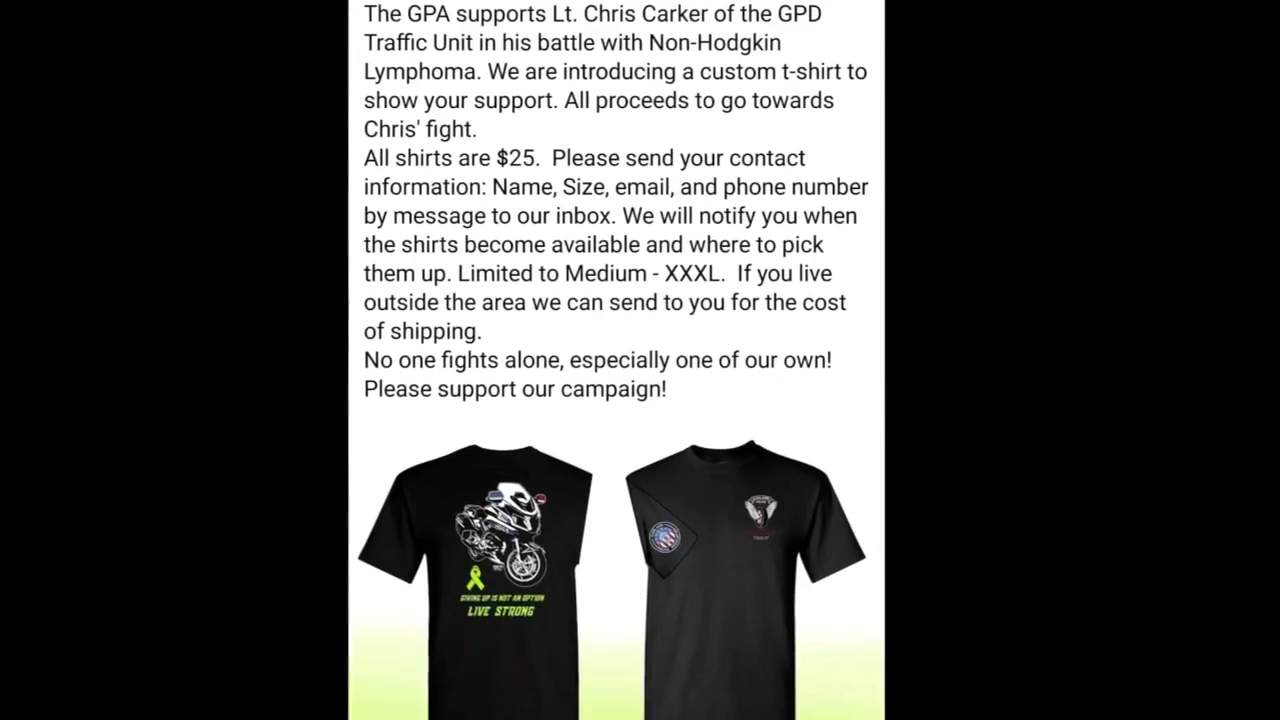 The GPA supports Lt. Chris Carker of the GPD
Traffic Unit in his battle with Non-Hodgkin
Lymphoma. We are introducing a custom t-shirt to
show your support. All proceeds to go towards
Chris' fight.
All shirts are $25.  Please send your contact
information: Name, Size, email, and phone number
by message to our inbox. We will notify you when
the shirts become available and where to pick
them up. Limited to Medium - XXXL.  If you live
outside the area we can send to you for the cost
of shipping.
No one fights alone, especially one of our own!
Please support our campaign!
GIVING UP IS NOT AN OPTION
LIVE STRONG